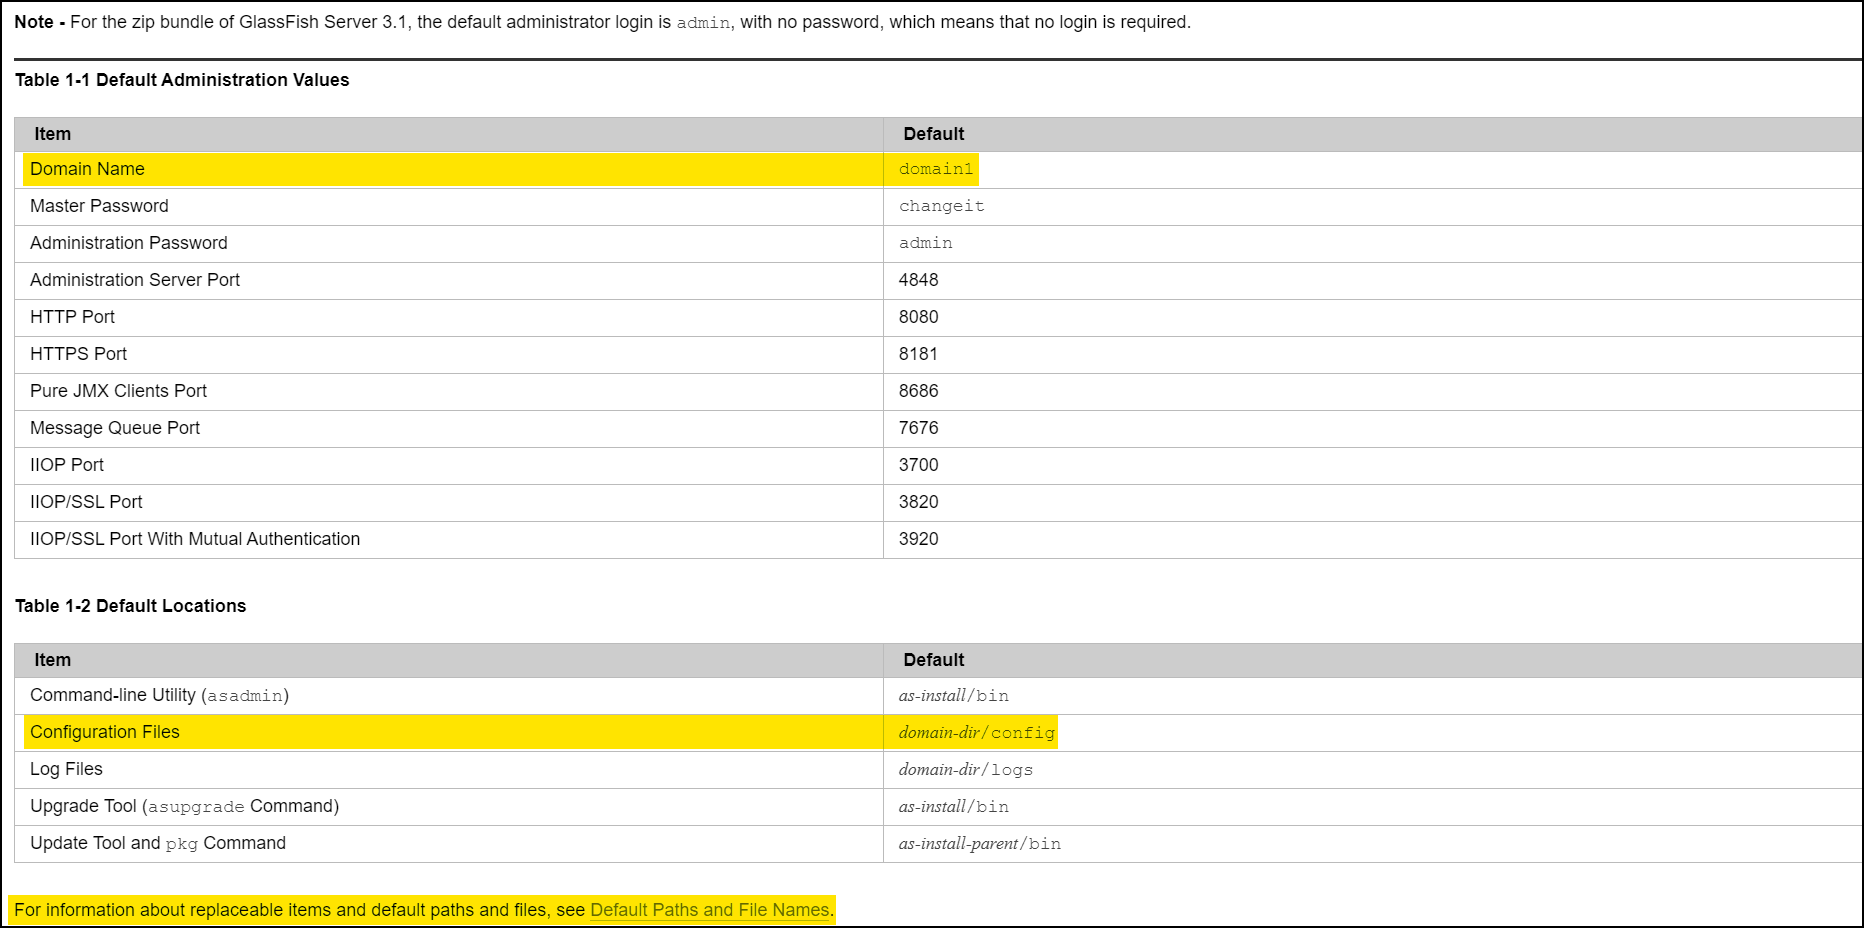 Note - For the zip bundle of GlassFish Server 3.1, the default administrator login is admin, with no password, which means that no login is required.
Table 1-1 Default Administration Values
Item Default
Domain Name domain1
Master Password changeit
Administration Password admin
Administration Server Port 4848
HTTP Port 8080
HTTPS Port 8181
Pure JMX Clients Port 8686
Message Queue Port 7676
IIOP Port 3700
IIOP/SSL Port 3820
IIOP/SSL Port With Mutual Authentication 3920
Table 1-2 Default Locations
Item Default
Command-line Utility (asadmin) as-install/bin
Configuration Files domain-dir/config
Log Files domain-dir/logs
Upgrade Tool (asupgrade Command) as-install/bin
Update Tool and pkg Command as-install-parent/bin
For information about replaceable items and default paths and files, see Default Paths and File Names.